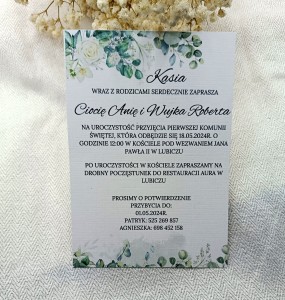 Kasia
WRAZ Z RODZICAMI SERDECZNIE ZAPRASZA
Ciocię Anię i Wujka Roberta
NA UROCZYSTOŚĆ PRZYJĘCIA PIERWSZEJ KOMUNII
ŚWIĘTEJ, KTÓRA ODBĘDZIE SIĘ 18.05.2024R. O
GODZINIE 12:00 W KOŚCIELE POD WEZWANIEM JANA
PAWŁA II W LUBICZU
PO UROCZYSTOŚCI W KOŚCIELE ZAPRASZAMY NA
DROBNY POCZĘSTUNEK DO RESTAURACJI AURA W
LUBICZU
PROSIMY O POTWIERDZENIE
PRZYBYCIA DO:
01.05.2024R.
PATRYK: 525 269 857
AGNIESZKA: 698 452 158